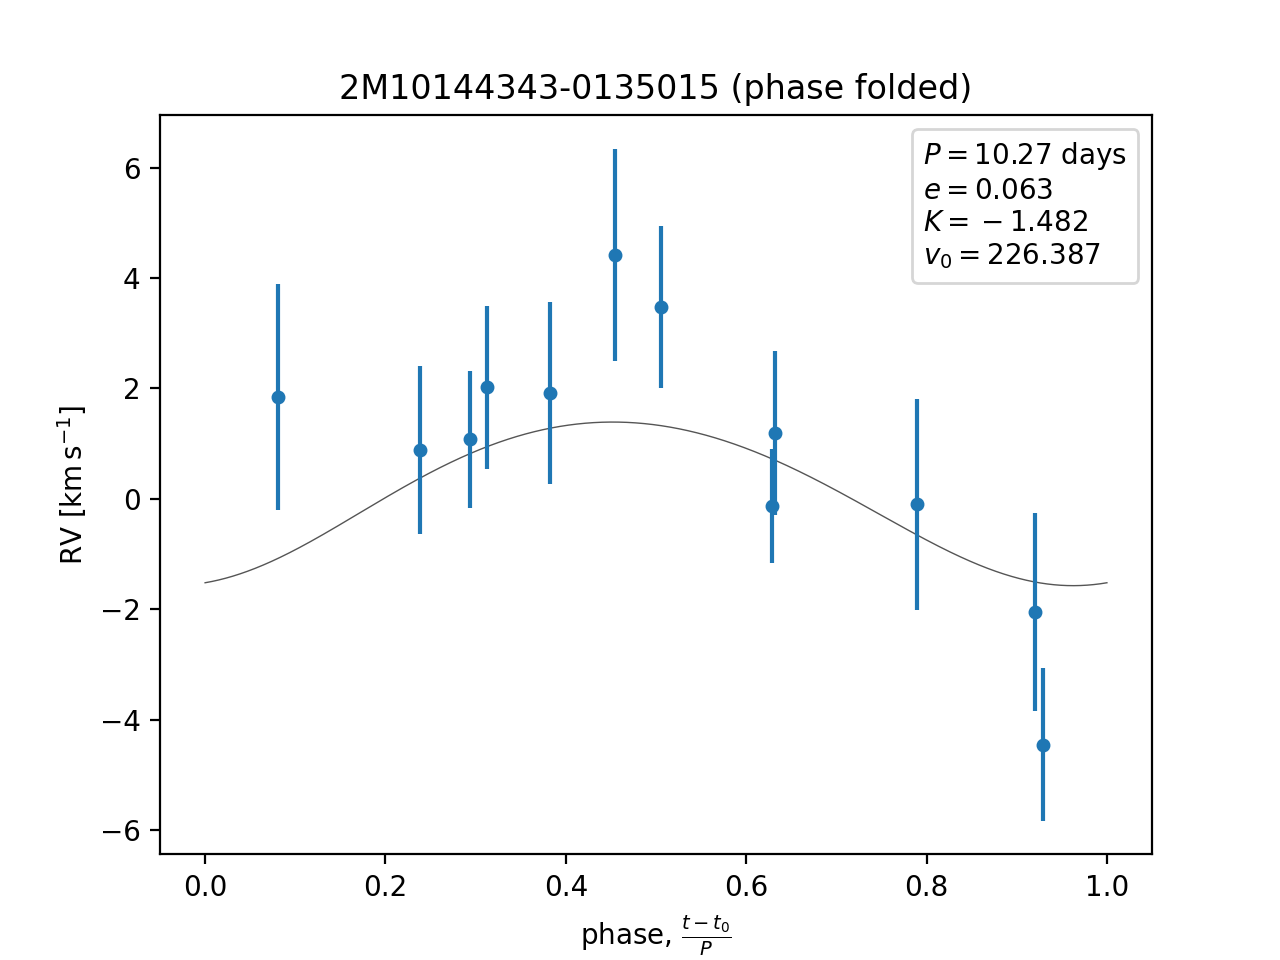 2M10144343-0135015 (phase folded)
P = 10.27 days
e = 0.063
K = −1.482
v₀ = 226.387
6
4
2
0
−2
−4
−6
RV [km s⁻¹]
0.0 0.2 0.4 0.6 0.8 1.0
phase, (t − t₀)/P